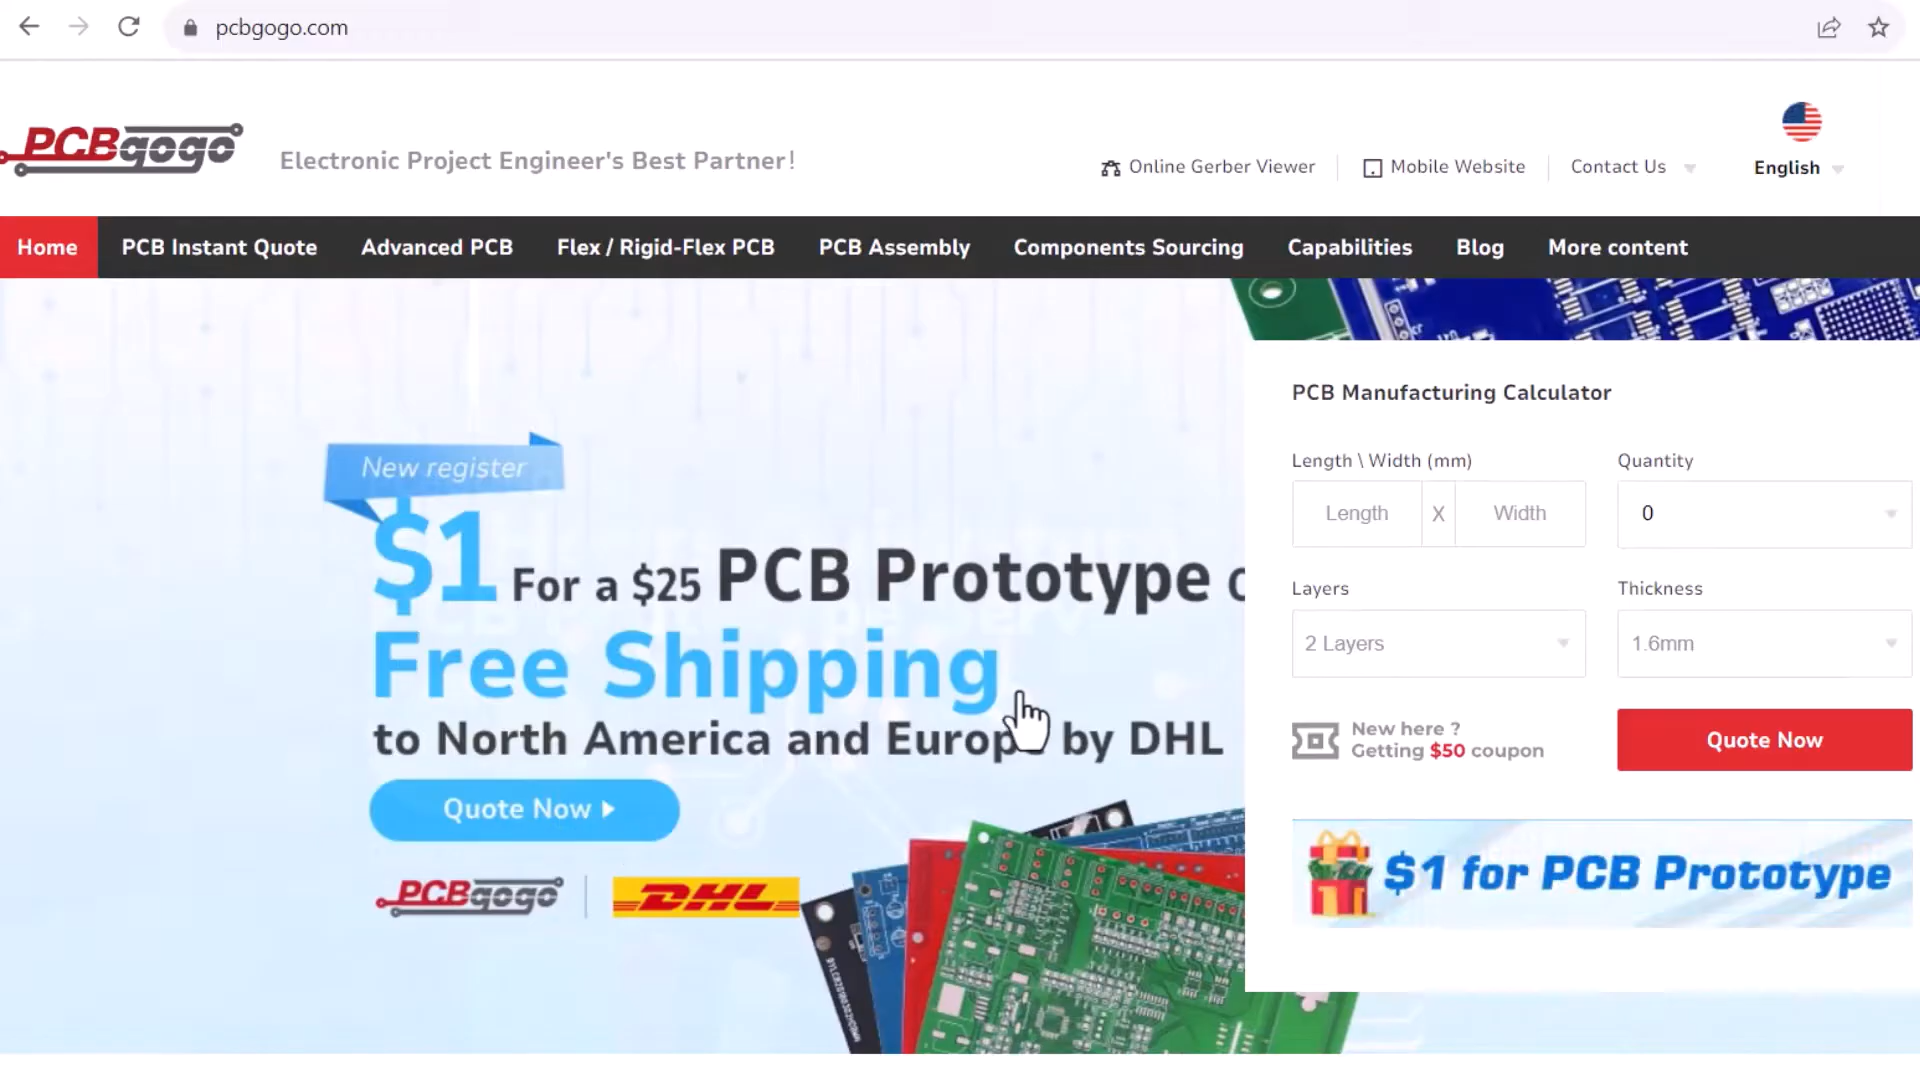 pcbgogo.com
PCBgogo
Electronic Project Engineer's Best Partner!
Online Gerber Viewer
Mobile Website
Contact Us
English
Home
PCB Instant Quote
Advanced PCB
Flex / Rigid-Flex PCB
PCB Assembly
Components Sourcing
Capabilities
Blog
More content
New register
$1 For a $25 PCB Prototype
Free Shipping
to North America and Europe by DHL
Quote Now
PCBgogo
DHL
PCB Manufacturing Calculator
Length \ Width (mm)
Quantity
Length X Width
0
Layers
Thickness
2 Layers
1.6mm
New here ?
Getting $50 coupon
Quote Now
$1 for PCB Prototype